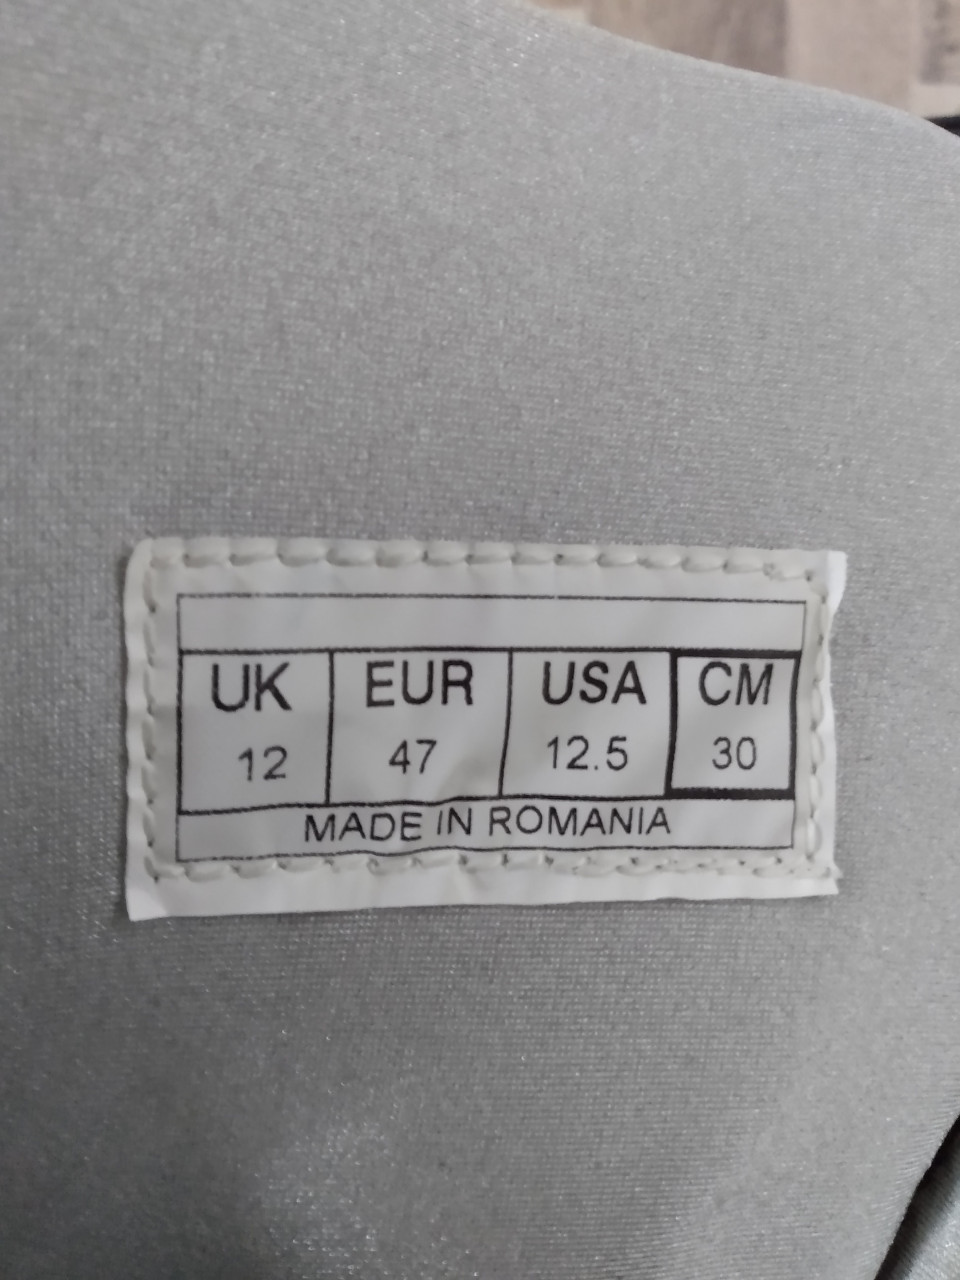 UK EUR USA CM
12 47 12.5 30
MADE IN ROMANIA